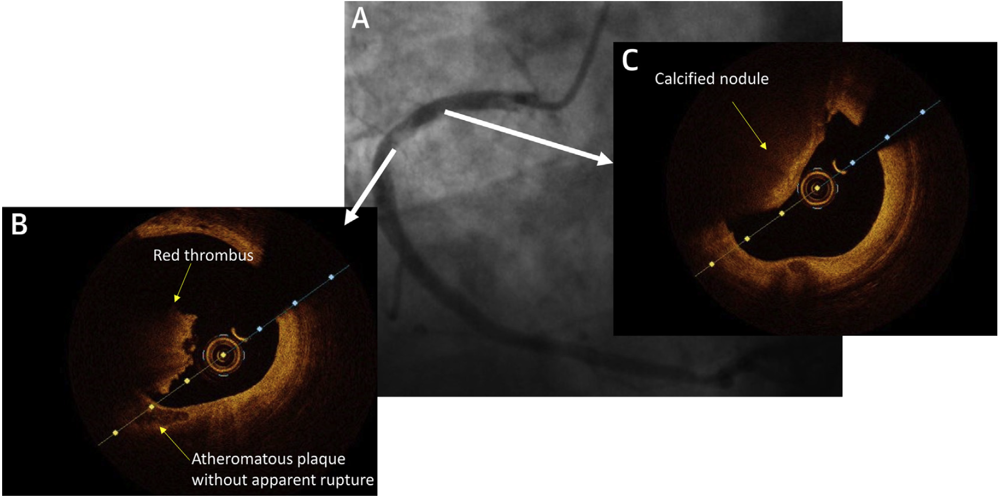 A
C
Calcified nodule
B
Red thrombus
Atheromatous plaque
without apparent rupture